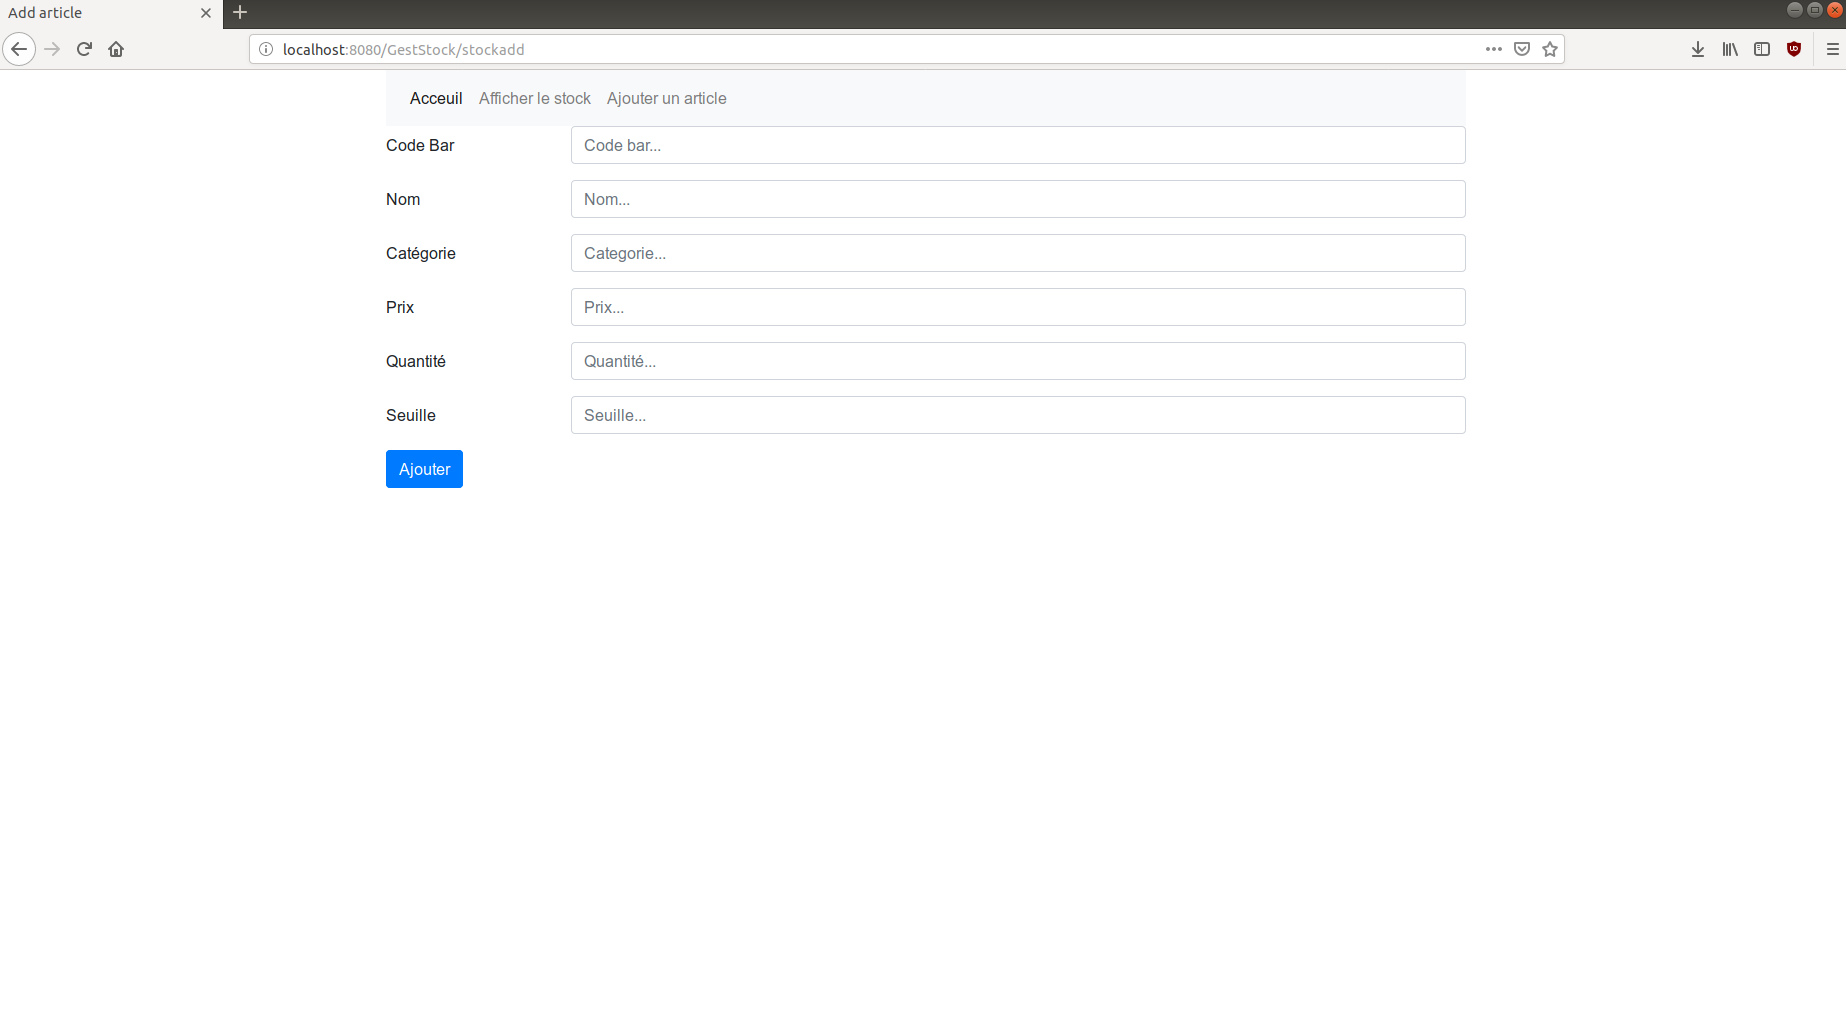 Add article
localhost:8080/GestStock/stockadd
Acceuil Afficher le stock Ajouter un article
Code Bar Code bar...
Nom Nom...
Catégorie Categorie...
Prix Prix...
Quantité Quantité...
Seuille Seuille...
Ajouter